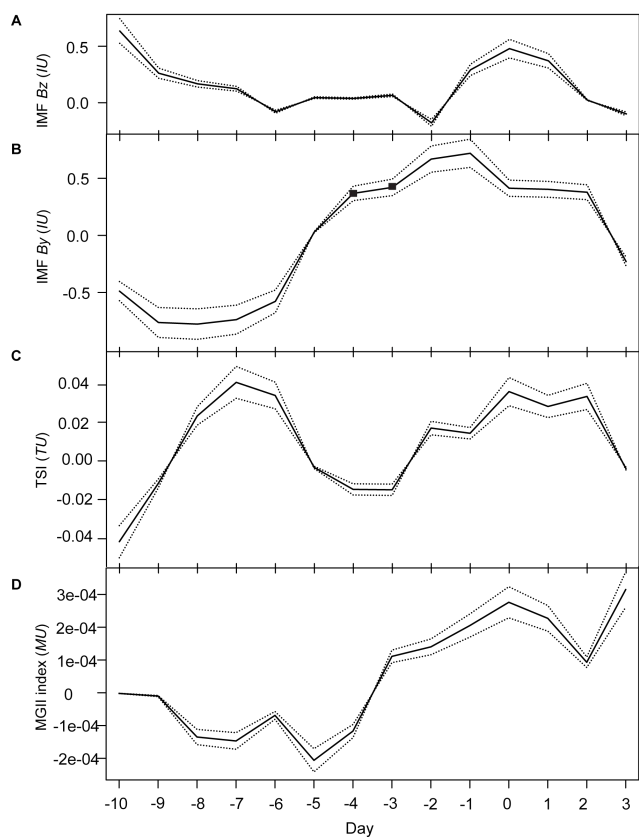 A
IMF Bz (IU)
0.5
0.0
B
IMF By (IU)
0.5
0.0
-0.5
C
TSI (TU)
0.04
0.02
0.00
-0.02
-0.04
D
MGII index (MU)
3e-04
2e-04
1e-04
0
-1e-04
-2e-04
-10 -9 -8 -7 -6 -5 -4 -3 -2 -1 0 1 2 3
Day